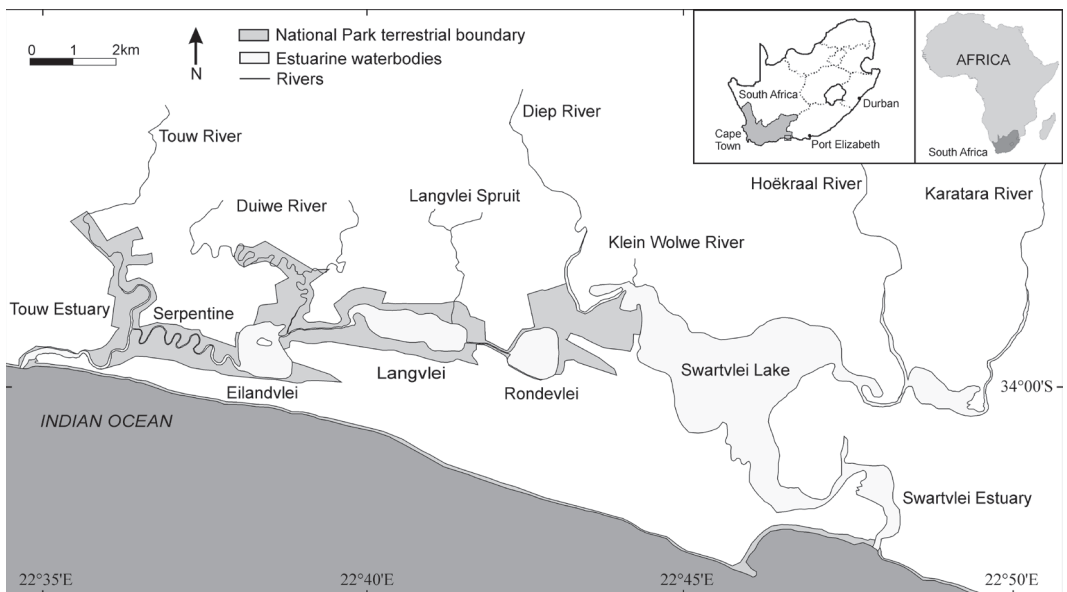 0 1 2km
N
National Park terrestrial boundary
Estuarine waterbodies
Rivers
South Africa
Durban
Cape
Town
Port Elizabeth
AFRICA
South Africa
Touw River
Diep River
Duiwe River
Langvlei Spruit
Hoëkraal River
Karatara River
Klein Wolwe River
Touw Estuary
Serpentine
Eilandvlei
Langvlei
Rondevlei
Swartvlei Lake
34°00'S
INDIAN OCEAN
Swartvlei Estuary
22°35'E
22°40'E
22°45'E
22°50'E